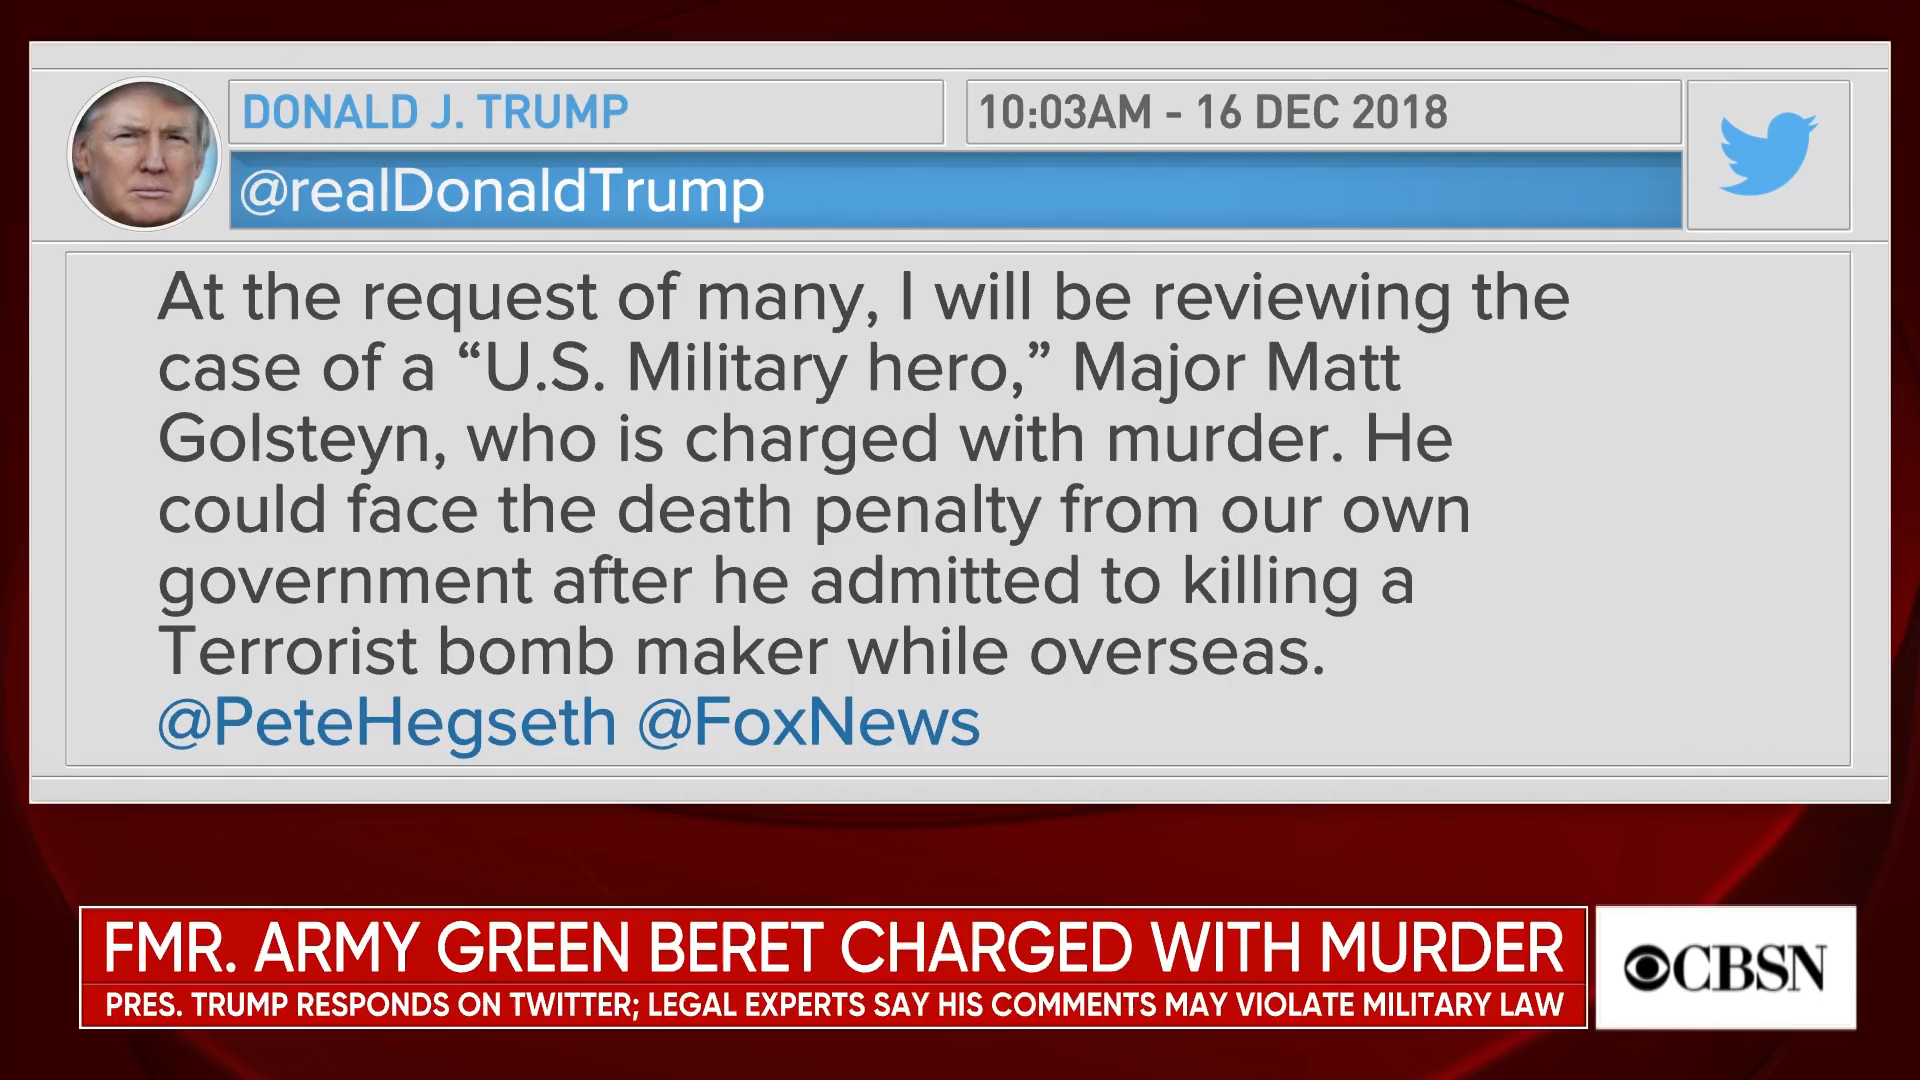 DONALD J. TRUMP
10:03AM - 16 DEC 2018
@realDonaldTrump
At the request of many, I will be reviewing the
case of a “U.S. Military hero,” Major Matt
Golsteyn, who is charged with murder. He
could face the death penalty from our own
government after he admitted to killing a
Terrorist bomb maker while overseas.
@PeteHegseth @FoxNews
FMR. ARMY GREEN BERET CHARGED WITH MURDER
PRES. TRUMP RESPONDS ON TWITTER; LEGAL EXPERTS SAY HIS COMMENTS MAY VIOLATE MILITARY LAW
CBSN